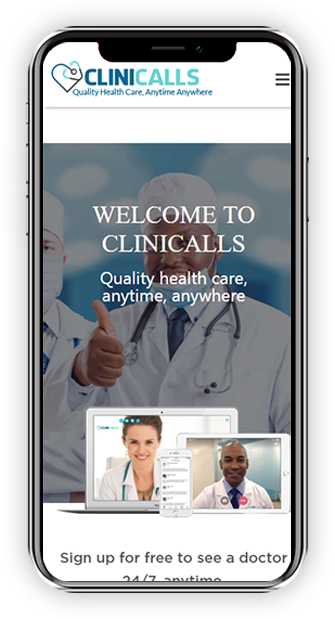 CLINICALLS
Quality Health Care, Anytime Anywhere
WELCOME TO
CLINICALLS
Quality health care,
anytime, anywhere
CLINICALLS
Sign up for free to see a doctor
24/7, anytime